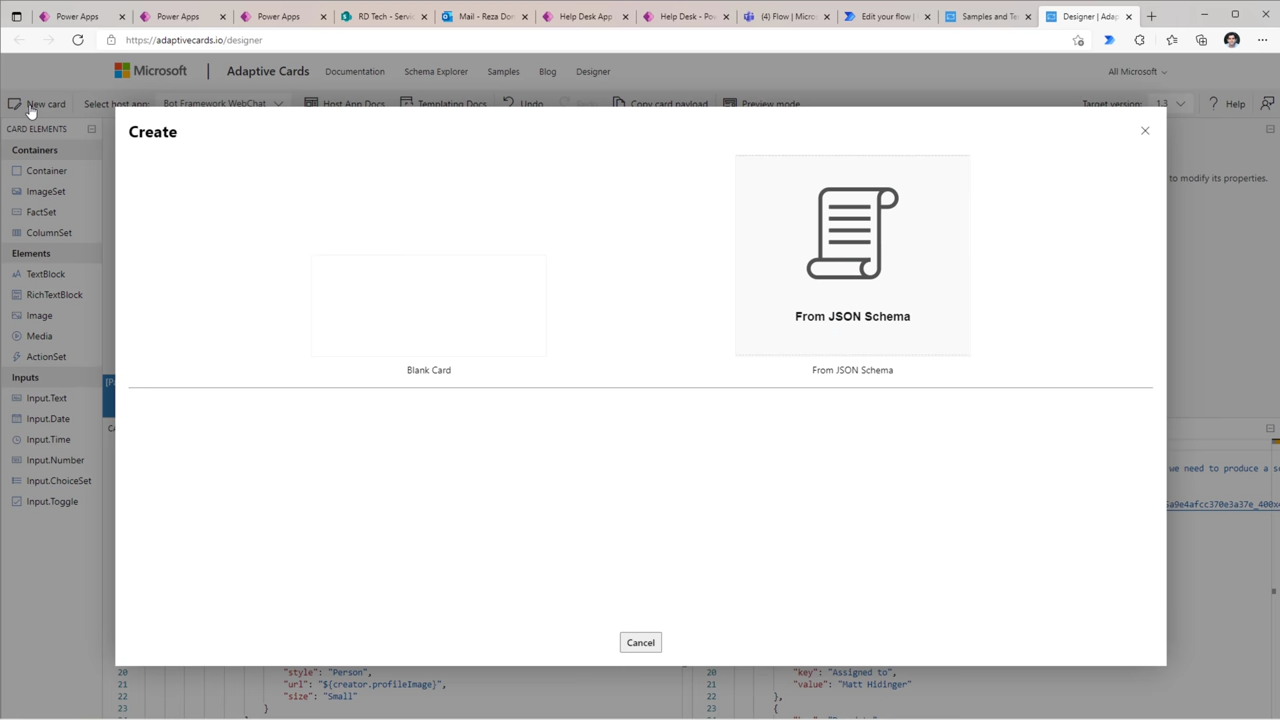 Power Apps
Power Apps
Power Apps
RD Tech - Servic
Mail - Reza Dor
Help Desk App
Help Desk - Pow
(4) Flow | Micros
Edit your flow |
Samples and Te
Designer | Adap
https://adaptivecards.io/designer
Microsoft
Adaptive Cards
Documentation
Schema Explorer
Samples
Blog
Designer
All Microsoft
New card
Select host app:
Bot Framework WebChat
Host App Docs
Templating Docs
Undo
Copy card payload
Preview mode
Target version:
1.3
Help
CARD ELEMENTS
Containers
Container
ImageSet
FactSet
ColumnSet
Elements
TextBlock
RichTextBlock
Image
Media
ActionSet
Inputs
Input.Text
Input.Date
Input.Time
Input.Number
Input.ChoiceSet
Input.Toggle
Create
From JSON Schema
Blank Card
From JSON Schema
Cancel
to modify its properties.
we need to produce a s
20 "style": "Person",
21 "url": "${creator.profileImage}",
22 "size": "Small"
23 }
20 "key": "Assigned to",
21 "value": "Matt Hidinger"
22 },
23 {